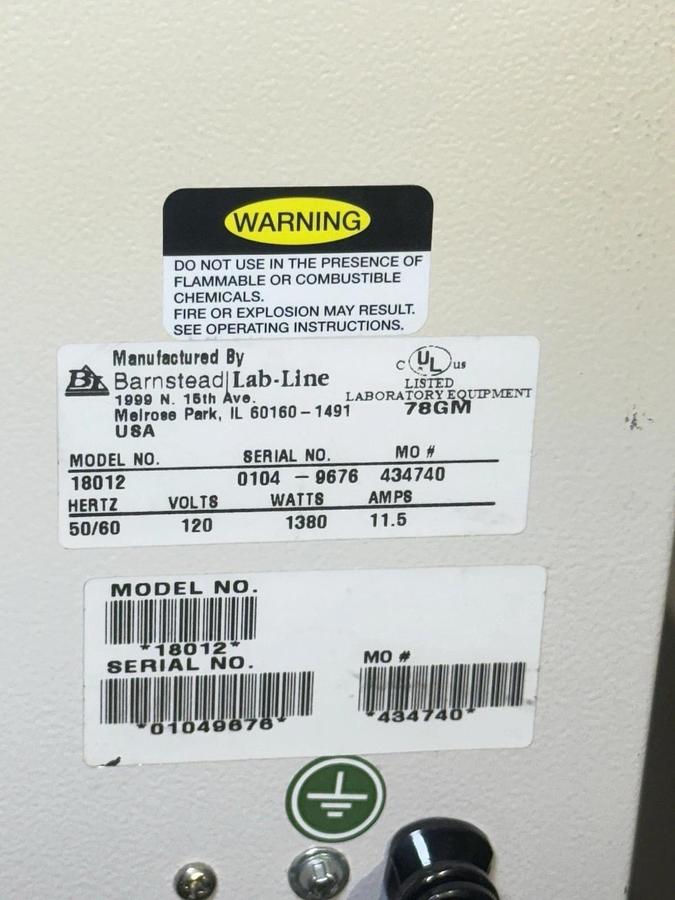 WARNING
DO NOT USE IN THE PRESENCE OF
FLAMMABLE OR COMBUSTIBLE
CHEMICALS.
FIRE OR EXPLOSION MAY RESULT.
SEE OPERATING INSTRUCTIONS.
Manufactured By
Barnstead|Lab-Line
1999 N. 15th Ave.
Melrose Park, IL 60160-1491
USA
C UL US
LISTED
LABORATORY EQUIPMENT
78GM
MODEL NO. SERIAL NO. MO #
18012 0104 - 9676 434740
HERTZ VOLTS WATTS AMPS
50/60 120 1380 11.5
MODEL NO.
*18012*
SERIAL NO.
*01049676*
MO #
*434740*